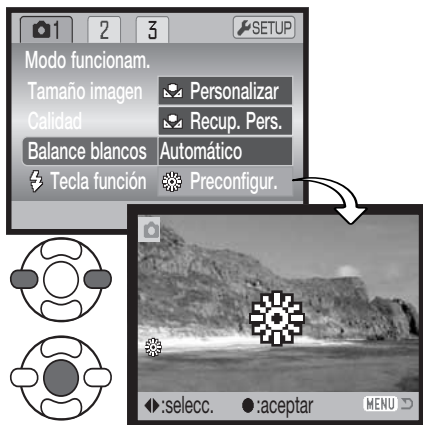 1 2 3 SETUP
Modo funcionam.
Tamaño imagen Personalizar
Calidad Recup. Pers.
Balance blancos Automático
Tecla función Preconfigur.
:selecc. :aceptar MENU